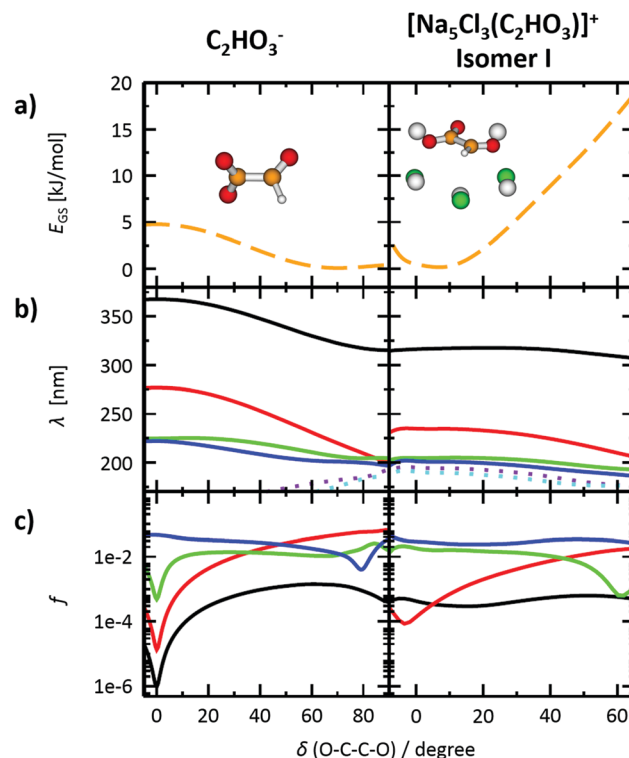 C₂HO₃⁻
[Na₅Cl₃(C₂HO₃)]⁺
Isomer I
a)
20
15
10
5
0
E_GS [kJ/mol]
b)
350
300
250
200
λ [nm]
c)
1e-2
1e-4
1e-6
f
0 20 40 60 80 0 20 40 60
δ (O-C-C-O) / degree